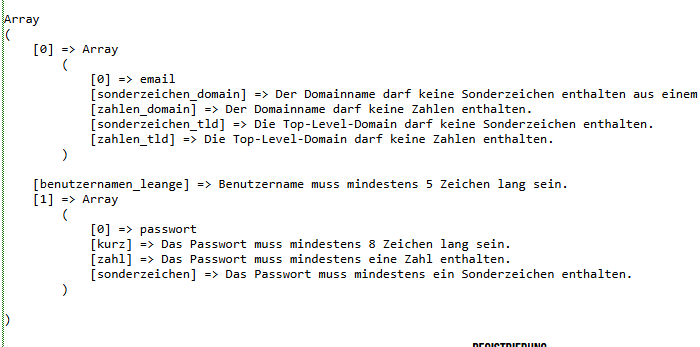 Array
(
[0] => Array
(
[0] => email
[sonderzeichen_domain] => Der Domainname darf keine Sonderzeichen enthalten aus einem
[zahlen_domain] => Der Domainname darf keine Zahlen enthalten.
[sonderzeichen_tld] => Die Top-Level-Domain darf keine Sonderzeichen enthalten.
[zahlen_tld] => Die Top-Level-Domain darf keine Zahlen enthalten.
)
[benutzernamen_leange] => Benutzername muss mindestens 5 Zeichen lang sein.
[1] => Array
(
[0] => passwort
[kurz] => Das Passwort muss mindestens 8 Zeichen lang sein.
[zahl] => Das Passwort muss mindestens eine Zahl enthalten.
[sonderzeichen] => Das Passwort muss mindestens ein Sonderzeichen enthalten.
)
)
REGISTRIERUNG